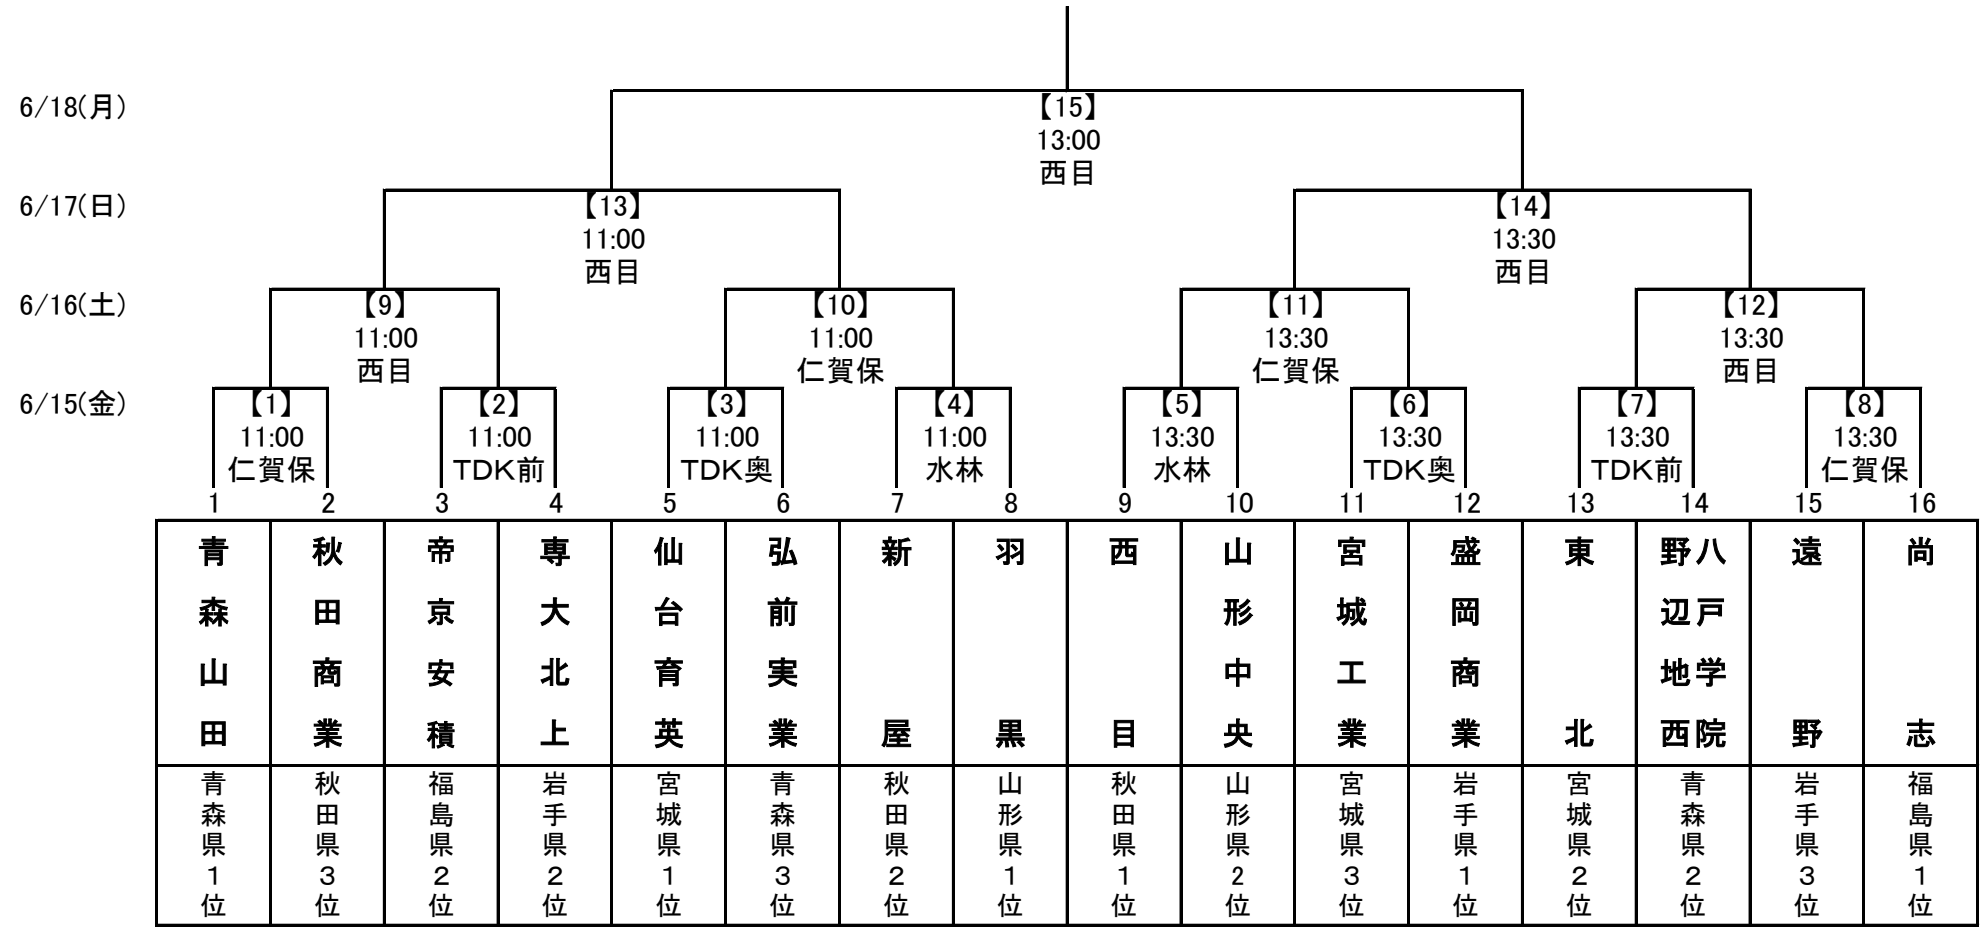 6/18(月)
【15】
13:00
西目
6/17(日)
【13】
11:00
西目
【14】
13:30
西目
6/16(土)
【9】
11:00
西目
【10】
11:00
仁賀保
【11】
13:30
仁賀保
【12】
13:30
西目
6/15(金)
【1】
11:00
仁賀保
【2】
11:00
TDK前
【3】
11:00
TDK奥
【4】
11:00
水林
【5】
13:30
水林
【6】
13:30
TDK奥
【7】
13:30
TDK前
【8】
13:30
仁賀保
1 2 3 4 5 6 7 8 9 10 11 12 13 14 15 16
青森山田
秋田商業
帝京安積
専大北上
仙台育英
弘前実業
新屋
羽黒
西目
山形中央
宮城工業
盛岡商業
東北
八戸学院
野辺地西
遠野
尚志
青森県1位
秋田県3位
福島県2位
岩手県2位
宮城県1位
青森県3位
秋田県2位
山形県1位
秋田県1位
山形県2位
宮城県3位
岩手県1位
宮城県2位
青森県2位
岩手県3位
福島県1位